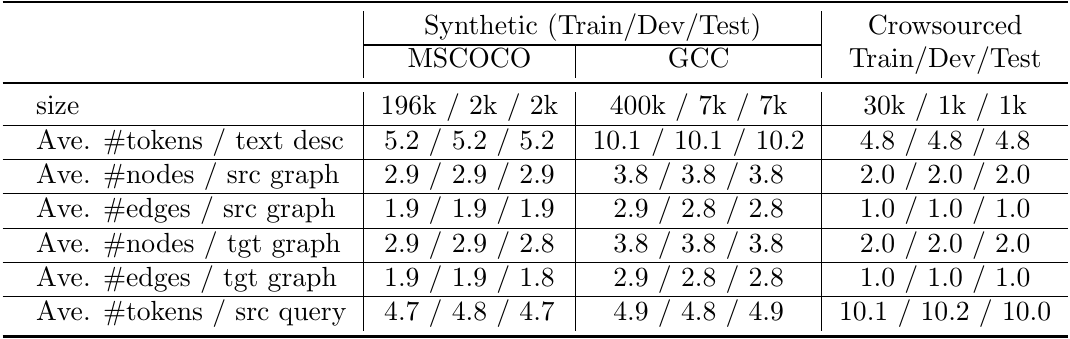 Synthetic (Train/Dev/Test) Crowsourced
MSCOCO GCC Train/Dev/Test
size 196k / 2k / 2k 400k / 7k / 7k 30k / 1k / 1k
Ave. #tokens / text desc 5.2 / 5.2 / 5.2 10.1 / 10.1 / 10.2 4.8 / 4.8 / 4.8
Ave. #nodes / src graph 2.9 / 2.9 / 2.9 3.8 / 3.8 / 3.8 2.0 / 2.0 / 2.0
Ave. #edges / src graph 1.9 / 1.9 / 1.9 2.9 / 2.8 / 2.8 1.0 / 1.0 / 1.0
Ave. #nodes / tgt graph 2.9 / 2.9 / 2.8 3.8 / 3.8 / 3.8 2.0 / 2.0 / 2.0
Ave. #edges / tgt graph 1.9 / 1.9 / 1.8 2.9 / 2.8 / 2.8 1.0 / 1.0 / 1.0
Ave. #tokens / src query 4.7 / 4.8 / 4.7 4.9 / 4.8 / 4.9 10.1 / 10.2 / 10.0